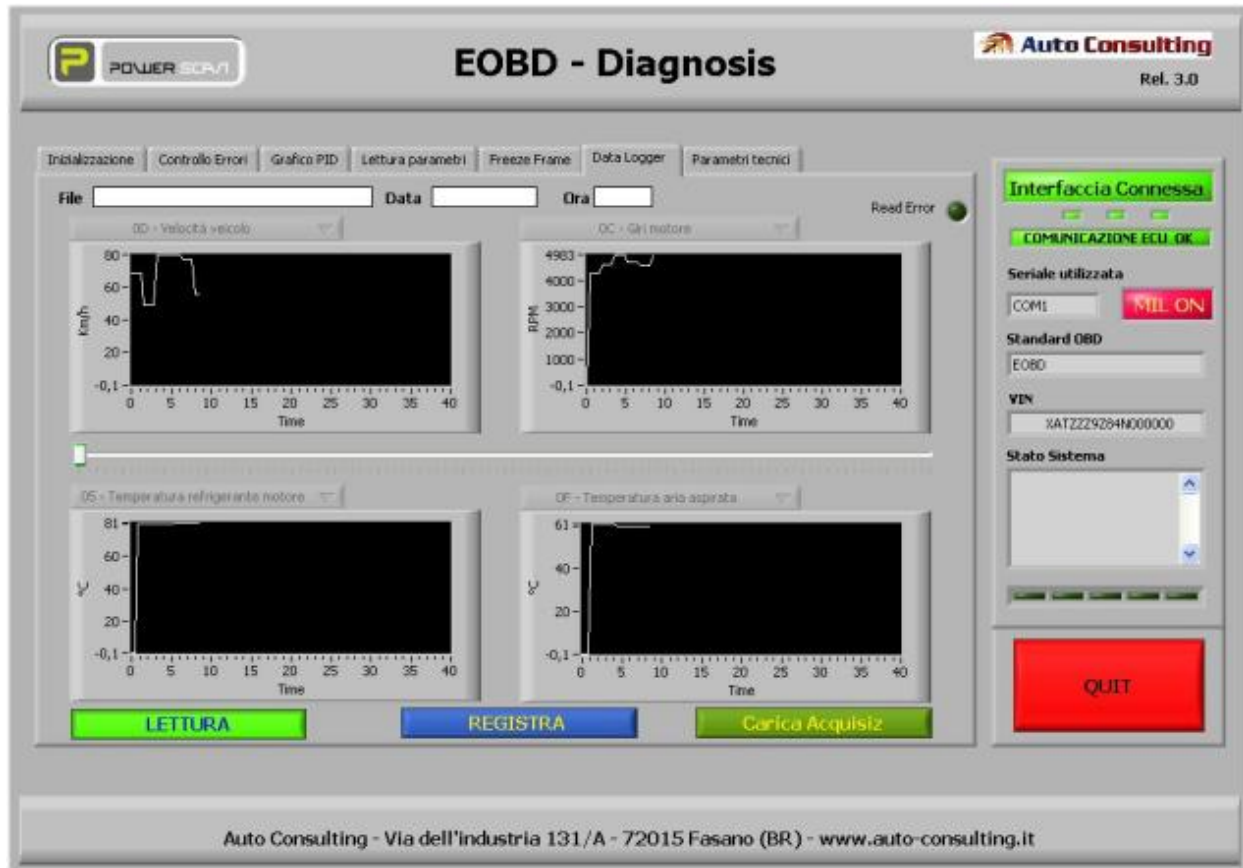 POWER SCAN
EOBD - Diagnosis
Auto Consulting
Rel. 3.0
Inizializzazione Controllo Errori Grafico PID Lettura parametri Freeze Frame Data Logger Parametri tecnici
File Data Ora Read Error
0D - Velocità veicolo
80
60
40
20
-0,1
Km/h
0 5 10 15 20 25 30 35 40
Time
0C - Giri motore
4983
4000
3000
2000
1000
-0,1
RPM
0 5 10 15 20 25 30 35 40
Time
05 - Temperatura refrigerante motore
81
60
40
20
-0,1
ºC
0 5 10 15 20 25 30 35 40
Time
0F - Temperatura aria aspirata
61
40
20
-0,1
ºC
0 5 10 15 20 25 30 35 40
Time
LETTURA REGISTRA Carica Acquisiz
Interfaccia Connessa
COMUNICAZIONE ECU OK
Seriale utilizzata
COM1 MIL ON
Standard OBD
EOBD
VIN
XATZZZ9Z84N000000
Stato Sistema
QUIT
Auto Consulting - Via dell'industria 131/A - 72015 Fasano (BR) - www.auto-consulting.it